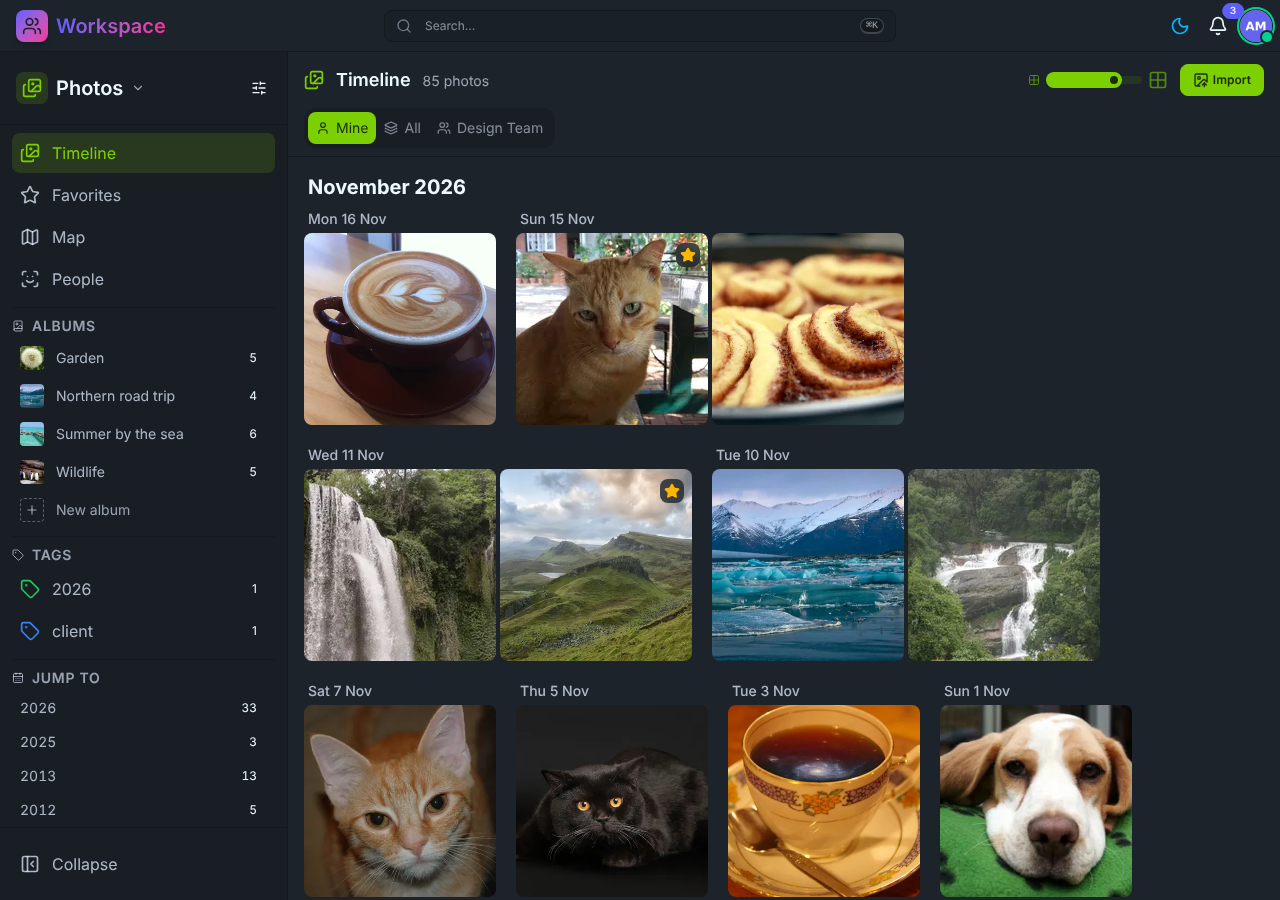 Workspace
Search...
⌘K
3
AM
Photos
Timeline
Favorites
Map
People
ALBUMS
Garden 5
Northern road trip 4
Summer by the sea 6
Wildlife 5
New album
TAGS
2026 1
client 1
JUMP TO
2026 33
2025 3
2013 13
2012 5
Collapse
Timeline 85 photos
Import
Mine All Design Team
November 2026
Mon 16 Nov Sun 15 Nov
Wed 11 Nov Tue 10 Nov
Sat 7 Nov Thu 5 Nov Tue 3 Nov Sun 1 Nov